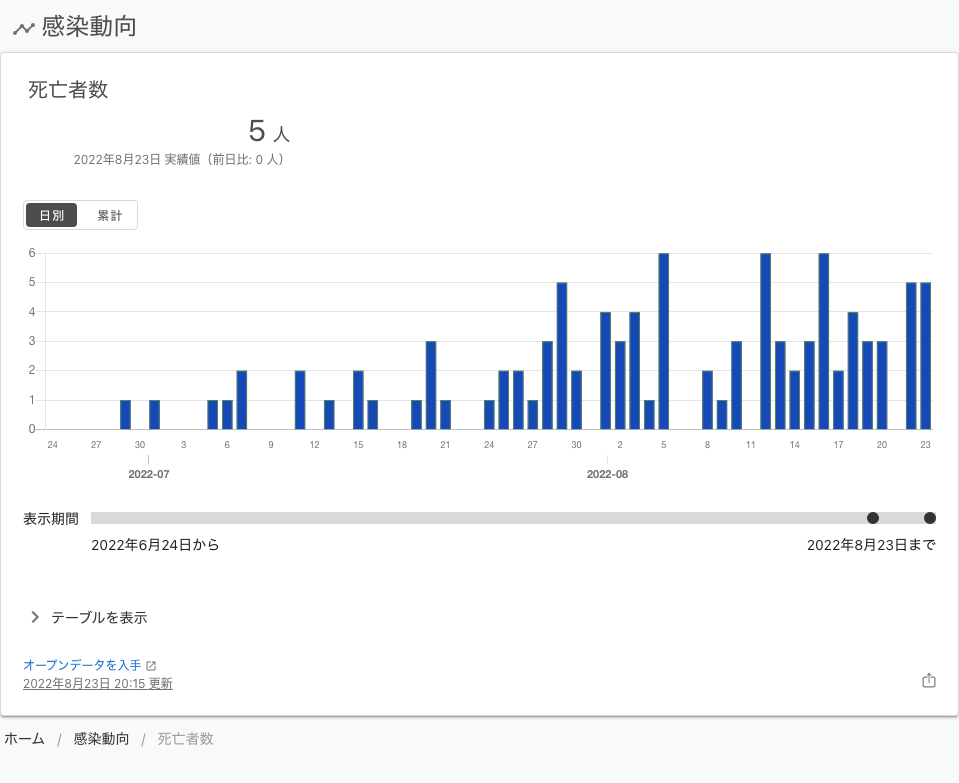 感染動向
死亡者数
5 人
2022年8月23日 実績値（前日比: 0 人）
日別 累計
6
5
4
3
2
1
0
24 27 30 3 6 9 12 15 18 21 24 27 30 2 5 8 11 14 17 20 23
2022-07 2022-08
表示期間
2022年6月24日から 2022年8月23日まで
テーブルを表示
オープンデータを入手
2022年8月23日 20:15 更新
ホーム / 感染動向 / 死亡者数